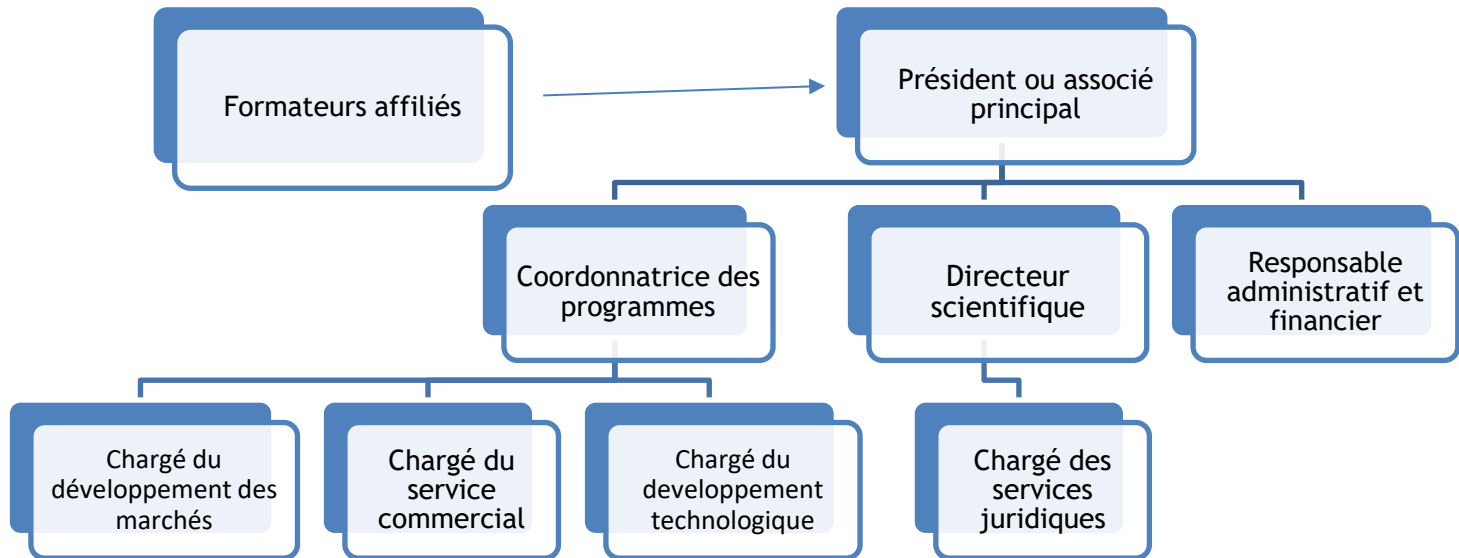 Formateurs affiliés
Président ou associé
principal
Coordonnatrice des
programmes
Directeur
scientifique
Responsable
administratif et
financier
Chargé du
développement des
marchés
Chargé du
service
commercial
Chargé du
developpement
technologique
Chargé des
services
juridiques